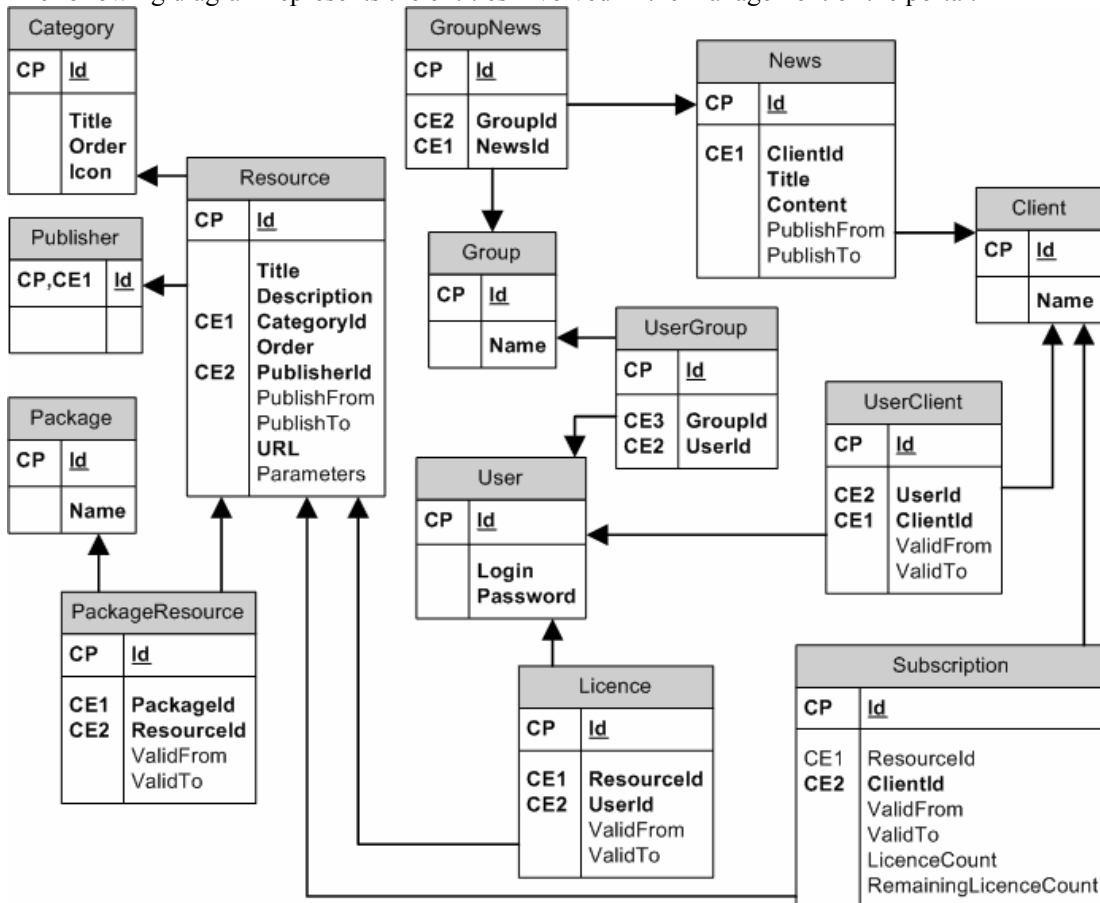 Category
CP Id
Title
Order
Icon
Publisher
CP,CE1 Id
Package
CP Id
Name
PackageResource
CP Id
CE1 PackageId
CE2 ResourceId
ValidFrom
ValidTo
Resource
CP Id
Title
Description
CE1 CategoryId
Order
CE2 PublisherId
PublishFrom
PublishTo
URL
Parameters
GroupNews
CP Id
CE2 GroupId
CE1 NewsId
Group
CP Id
Name
News
CP Id
CE1 ClientId
Title
Content
PublishFrom
PublishTo
Client
CP Id
Name
UserGroup
CP Id
CE3 GroupId
CE2 UserId
User
CP Id
Login
Password
UserClient
CP Id
CE2 UserId
CE1 ClientId
ValidFrom
ValidTo
Licence
CP Id
CE1 ResourceId
CE2 UserId
ValidFrom
ValidTo
Subscription
CP Id
CE1 ResourceId
CE2 ClientId
ValidFrom
ValidTo
LicenceCount
RemainingLicenceCount